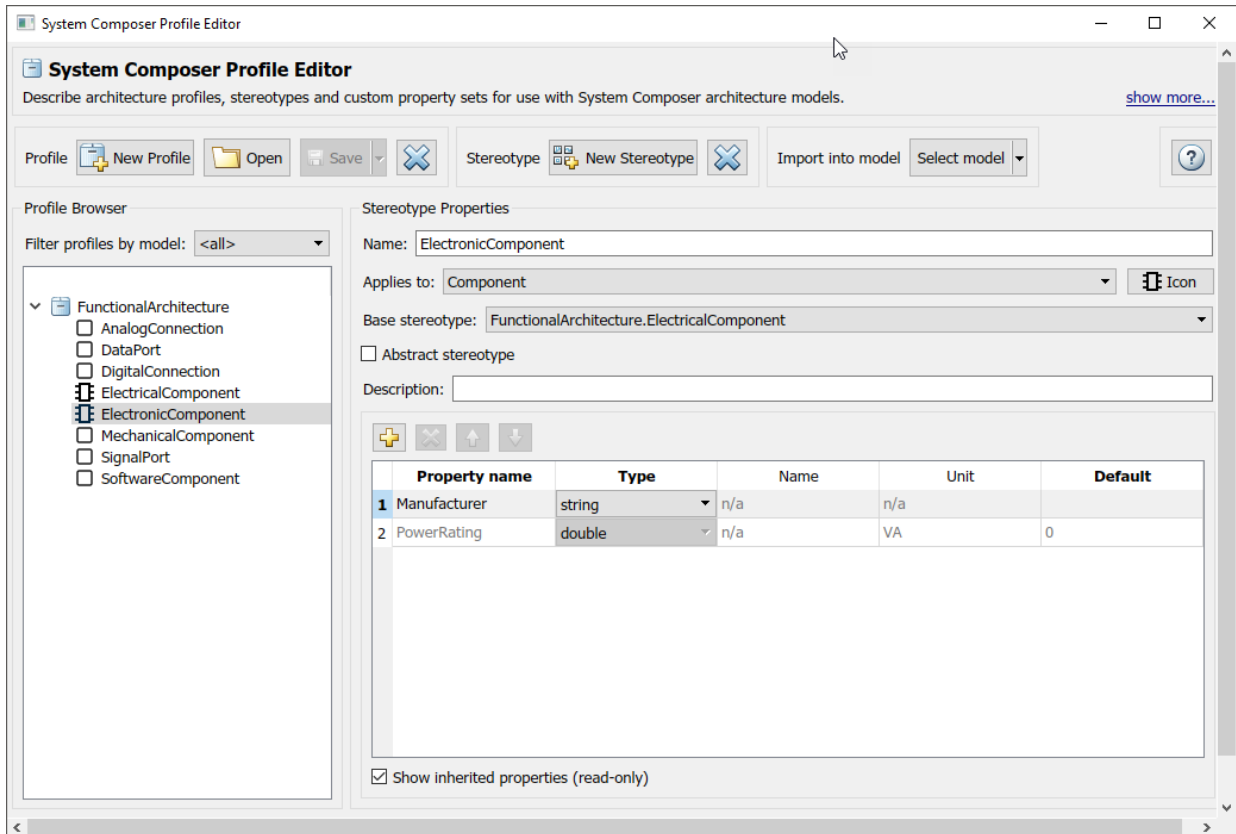 System Composer Profile Editor
System Composer Profile Editor
Describe architecture profiles, stereotypes and custom property sets for use with System Composer architecture models.
show more...
Profile New Profile Open Save Stereotype New Stereotype Import into model Select model ?
Profile Browser
Filter profiles by model: <all>
FunctionalArchitecture
AnalogConnection
DataPort
DigitalConnection
ElectricalComponent
ElectronicComponent
MechanicalComponent
SignalPort
SoftwareComponent
Stereotype Properties
Name: ElectronicComponent
Applies to: Component Icon
Base stereotype: FunctionalArchitecture.ElectricalComponent
Abstract stereotype
Description:
Property name Type Name Unit Default
1 Manufacturer string n/a n/a
2 PowerRating double n/a VA 0
Show inherited properties (read-only)